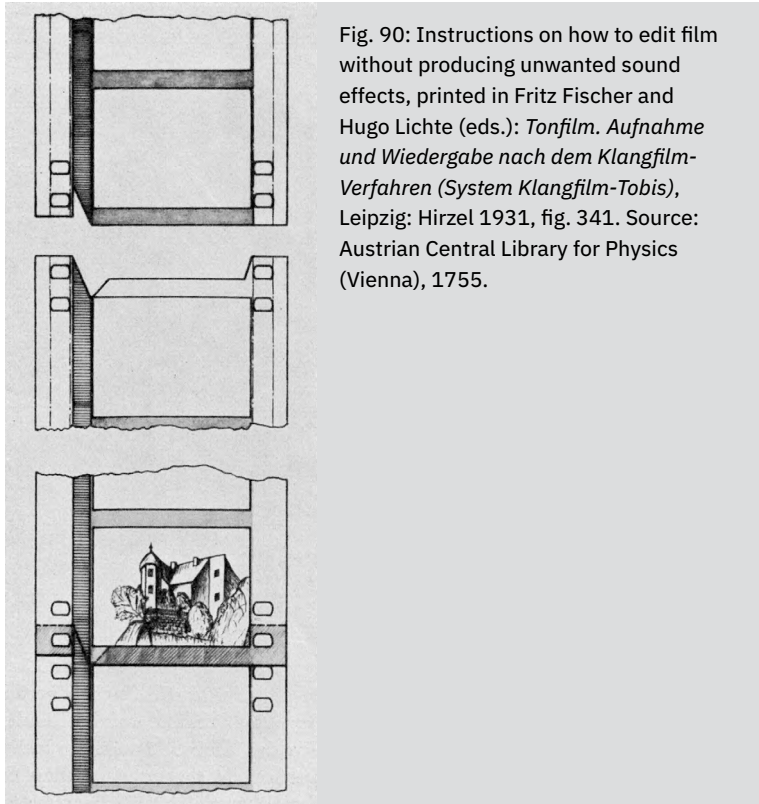 Fig. 90: Instructions on how to edit film
without producing unwanted sound
effects, printed in Fritz Fischer and
Hugo Lichte (eds.): Tonfilm. Aufnahme
und Wiedergabe nach dem Klangfilm-
Verfahren (System Klangfilm-Tobis),
Leipzig: Hirzel 1931, fig. 341. Source:
Austrian Central Library for Physics
(Vienna), 1755.